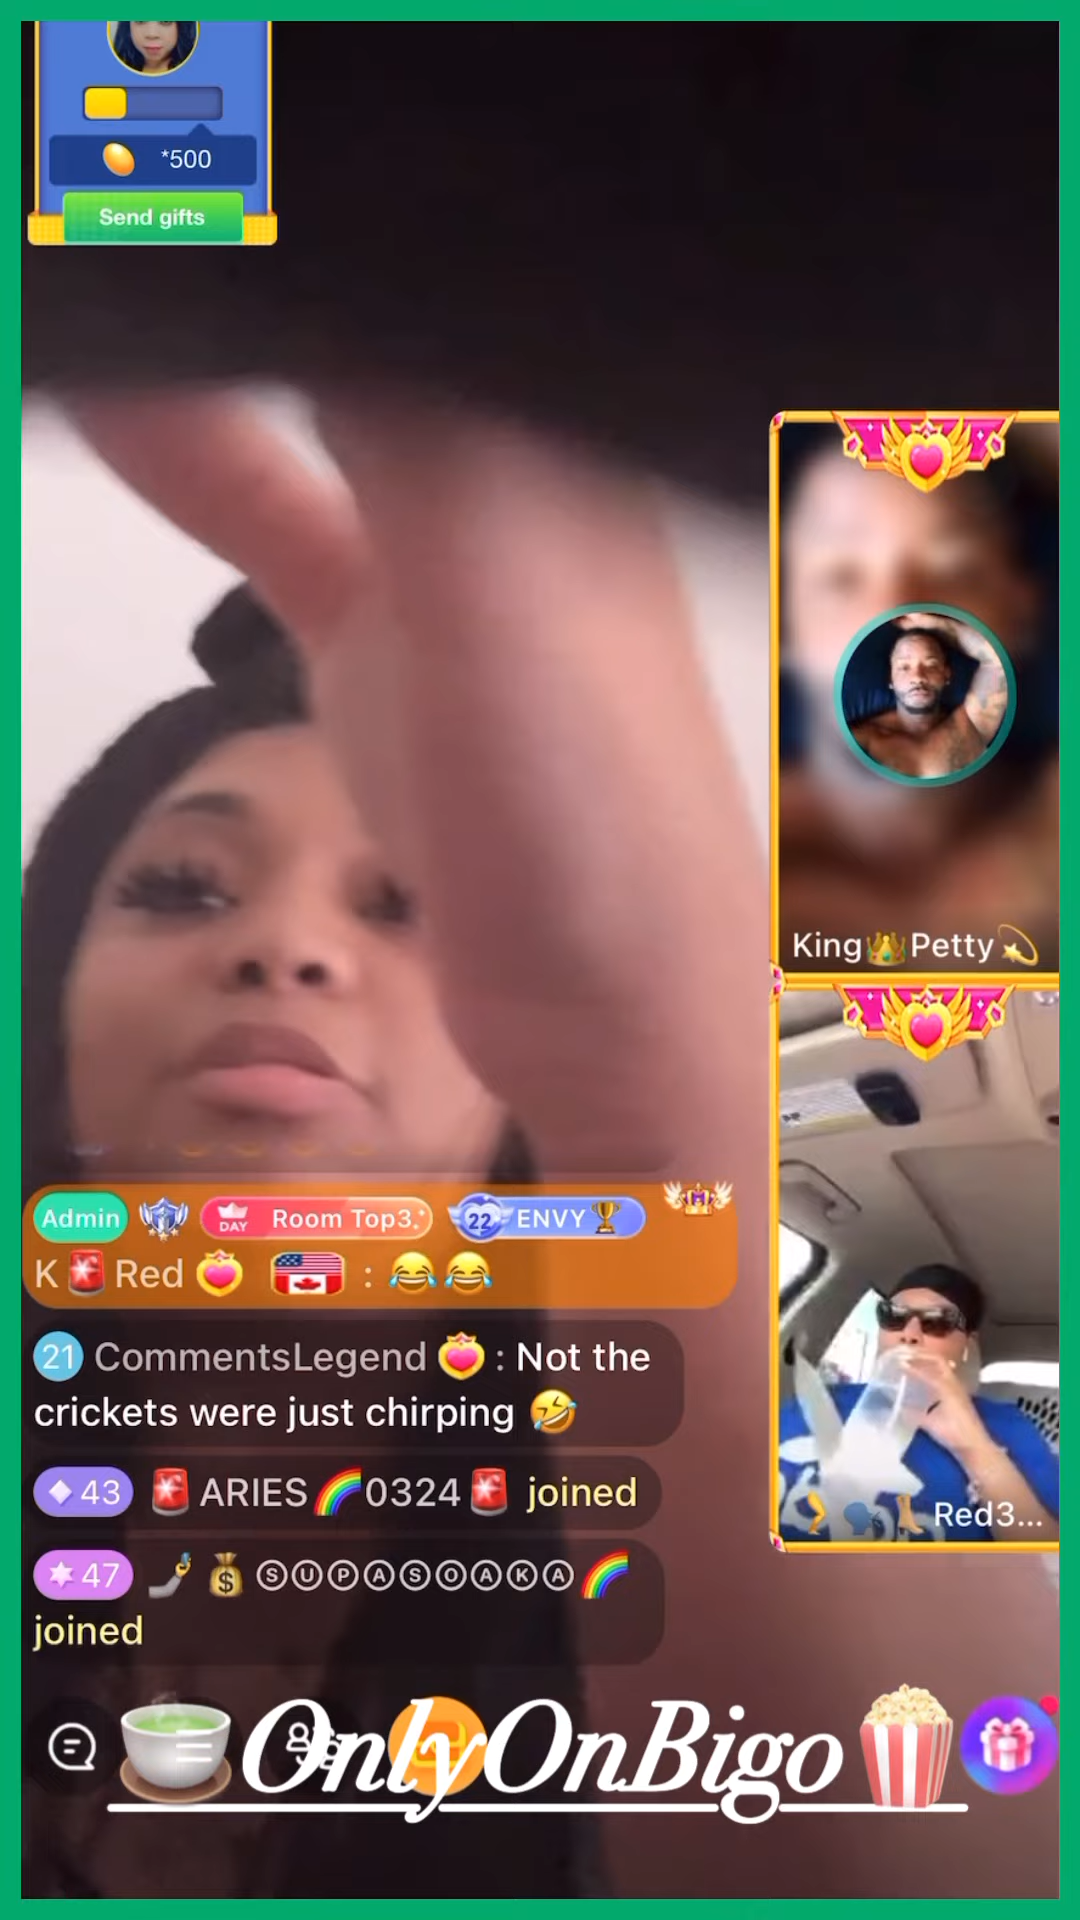 *500
Send gifts
King👑Petty💫
Admin DAY Room Top3. 22 ENVY🏆
K🚨Red : 😂😂
21 CommentsLegend : Not the
crickets were just chirping 🤣
43 🚨ARIES🌈0324🚨 joined
Red3...
47 🤳💰ⓈⓊⓅⒶⓈⓄⒶⓀⒶ🌈
joined
🍵OnlyOnBigo🍿